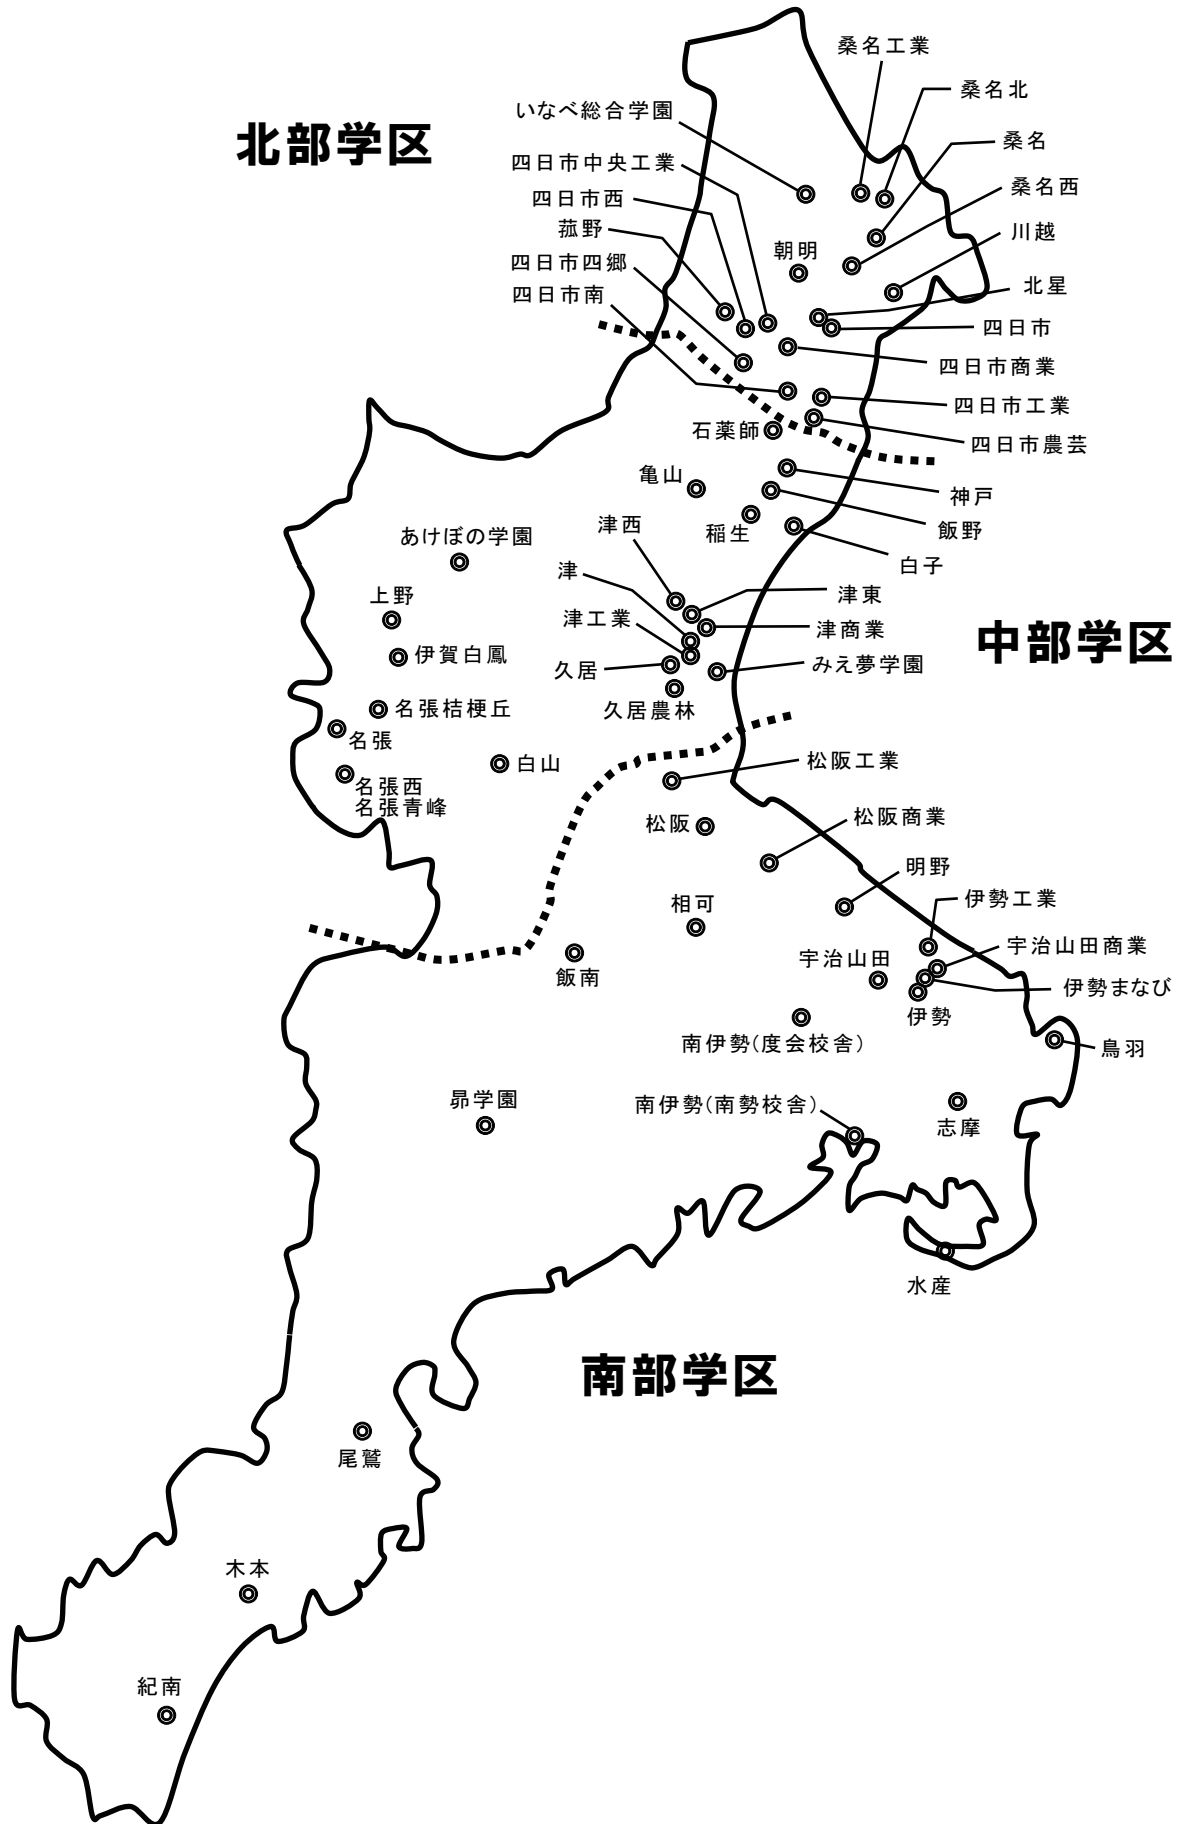 桑名工業
桑名北
いなべ総合学園
北部学区
桑名
四日市中央工業
桑名西
四日市西
菰野
川越
朝明
四日市四郷
北星
四日市南
四日市
四日市商業
四日市工業
石薬師
四日市農芸
亀山
神戸
津西
稲生
飯野
あけぼの学園
白子
津
上野
津東
津工業
津商業
中部学区
伊賀白鳳
久居
みえ夢学園
名張桔梗丘
久居農林
名張
白山
松阪工業
名張西
名張青峰
松阪
松阪商業
明野
相可
伊勢工業
宇治山田商業
宇治山田
飯南
伊勢まなび
伊勢
南伊勢(度会校舎)
鳥羽
昴学園
南伊勢(南勢校舎)
志摩
水産
南部学区
尾鷲
木本
紀南